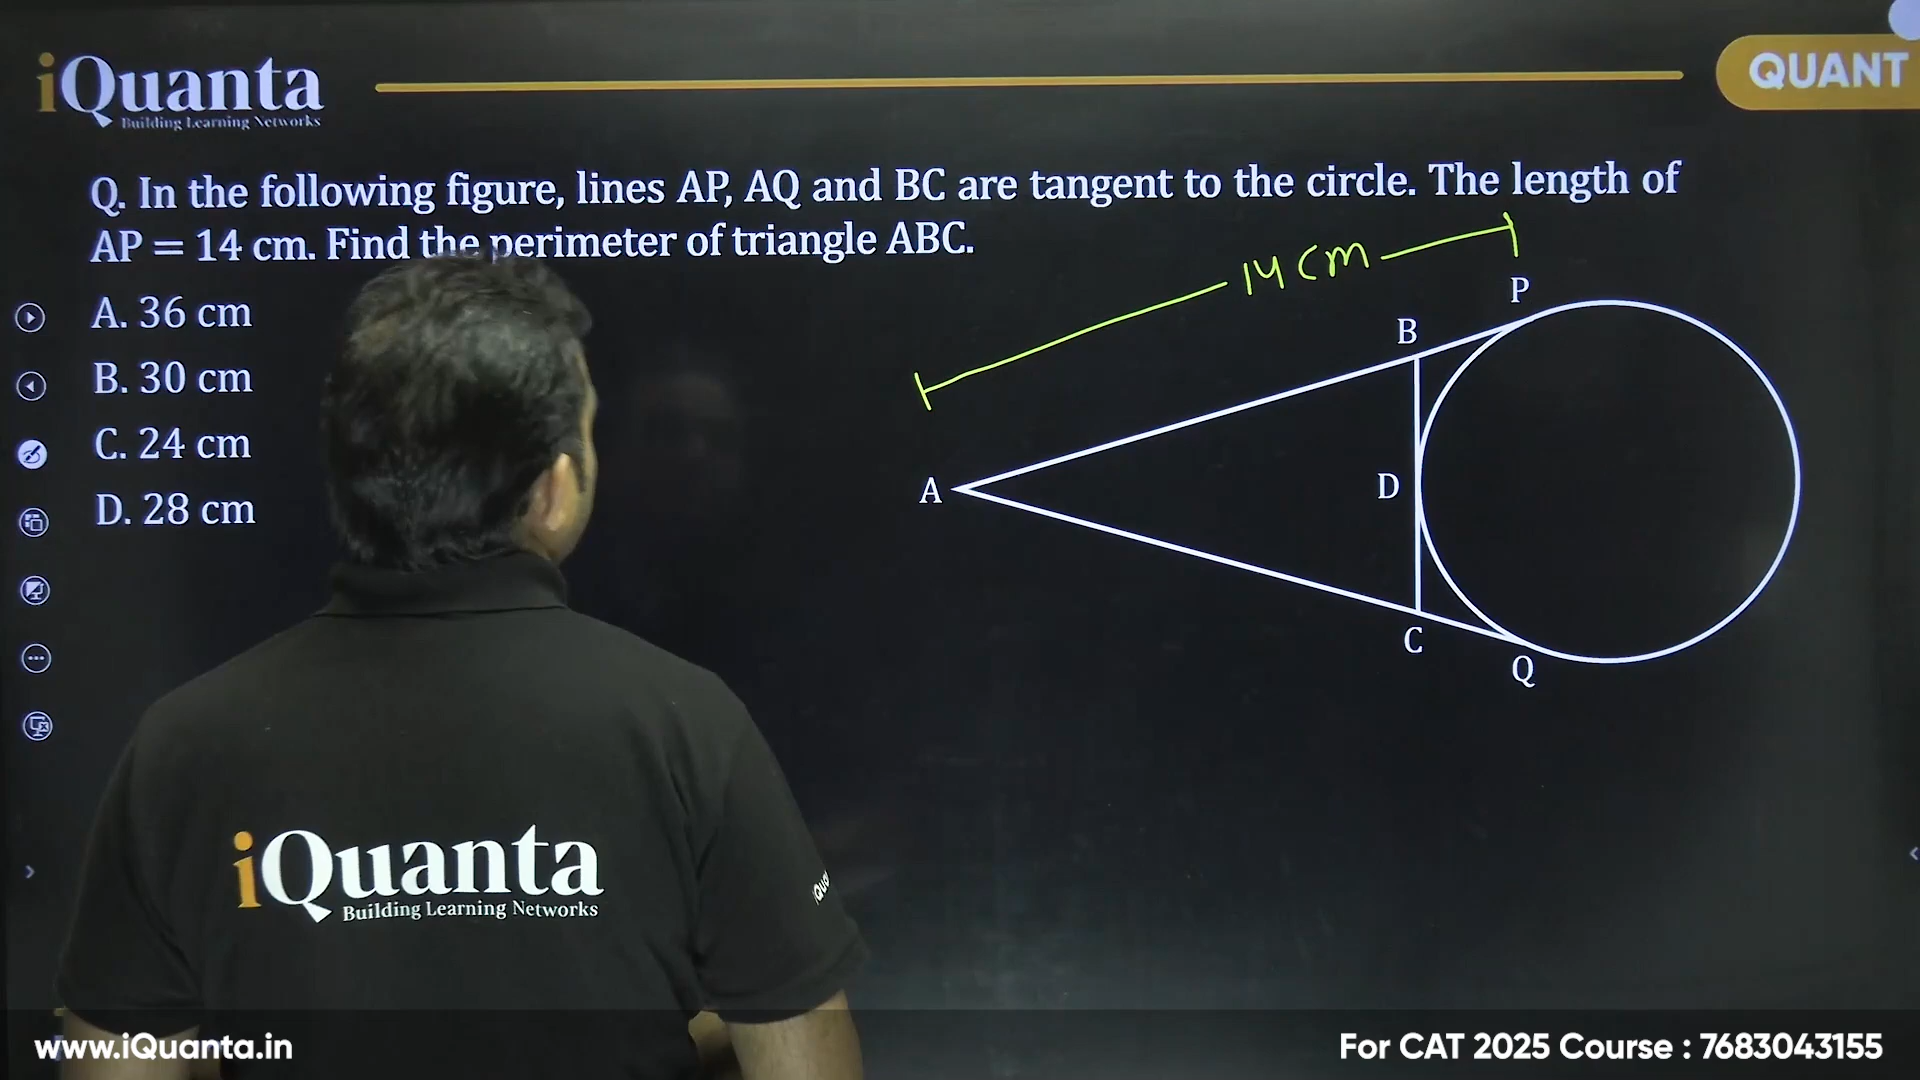 iQuanta
Building Learning Networks
QUANT
Q. In the following figure, lines AP, AQ and BC are tangent to the circle. The length of
AP = 14 cm. Find the perimeter of triangle ABC.
A. 36 cm
B. 30 cm
C. 24 cm
D. 28 cm
14 cm
P
B
A
D
C
Q
iQuanta
Building Learning Networks
www.iQuanta.in
For CAT 2025 Course : 7683043155